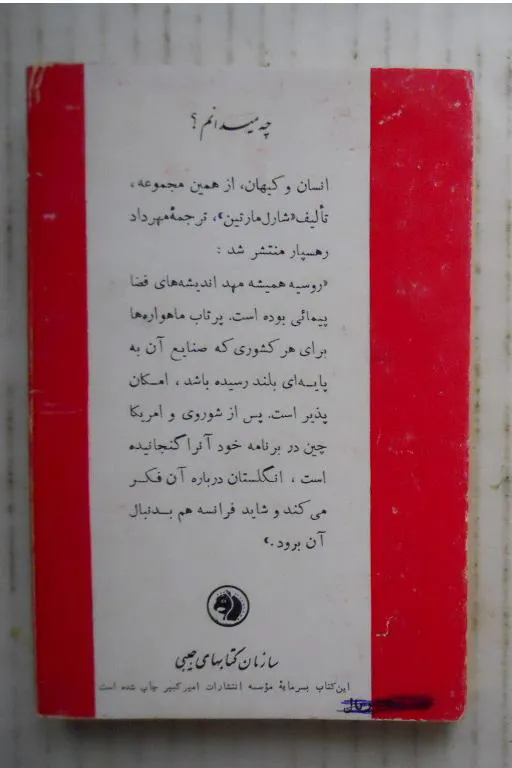 چه میدانم؟
انسان و کیهان، از همین مجموعه،
تألیف «شارل مارتین»، ترجمهٔ مهرداد
رهسپار منتشر شد :
«روسیه همیشه مهد اندیشه‌های فضا
پیمائی بوده است. پرتاب ماهواره‌ها
برای هر کشوری که صنایع آن به
پایه‌ای بلند رسیده باشد، امکان
پذیر است. پس از شوروی و امریکا
چین در برنامه خود آنرا گنجانیده
است، انگلستان درباره آن فکر
می‌کند و شاید فرانسه هم بدنبال
آن برود.»
سازمان کتابهای جیبی
این کتاب بسرمایهٔ مؤسسه انتشارات امیرکبیر چاپ شده است
ریال